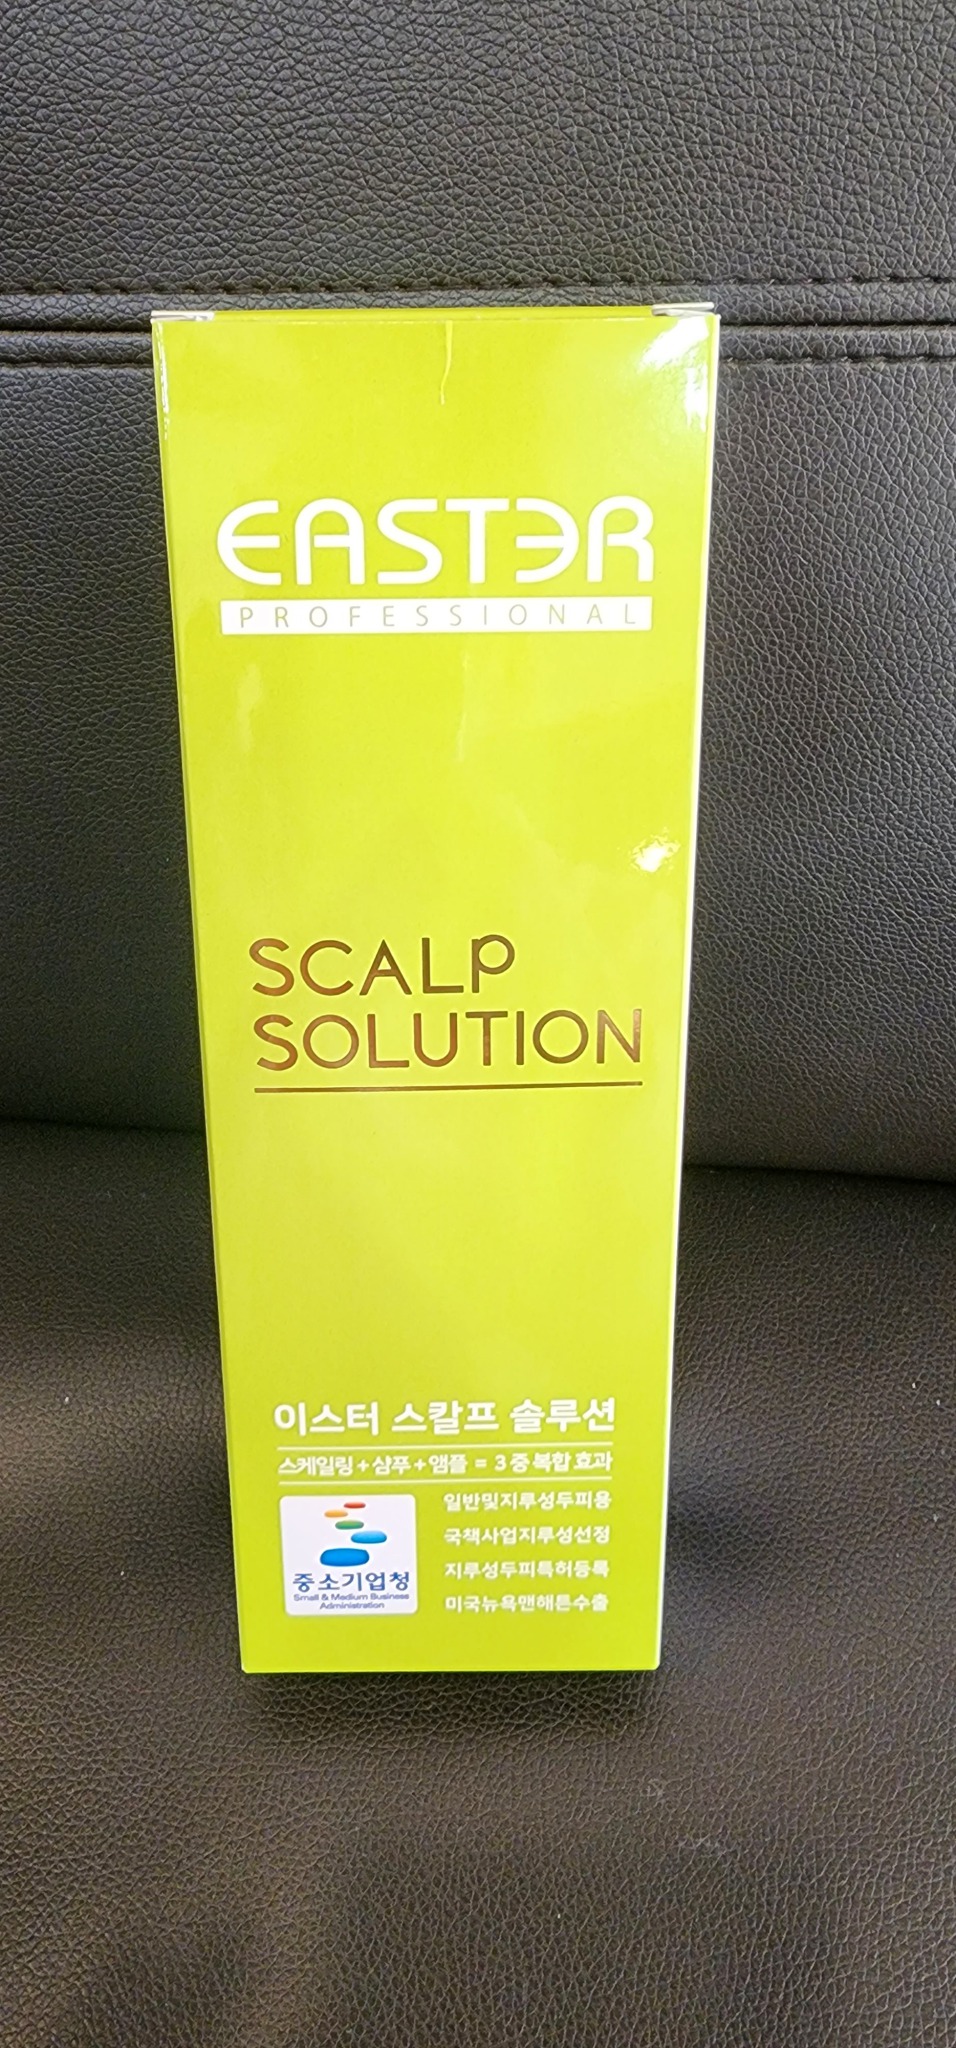 EASTER
PROFESSIONAL
SCALP
SOLUTION
이스터 스칼프 솔루션
스케일링 + 샴푸 + 앰플 = 3 중 복합 효과
일반및지루성두피용
국책사업지루성선정
지루성두피특허등록
미국뉴욕맨해튼수출
중소기업청
Small & Medium Business
Administration